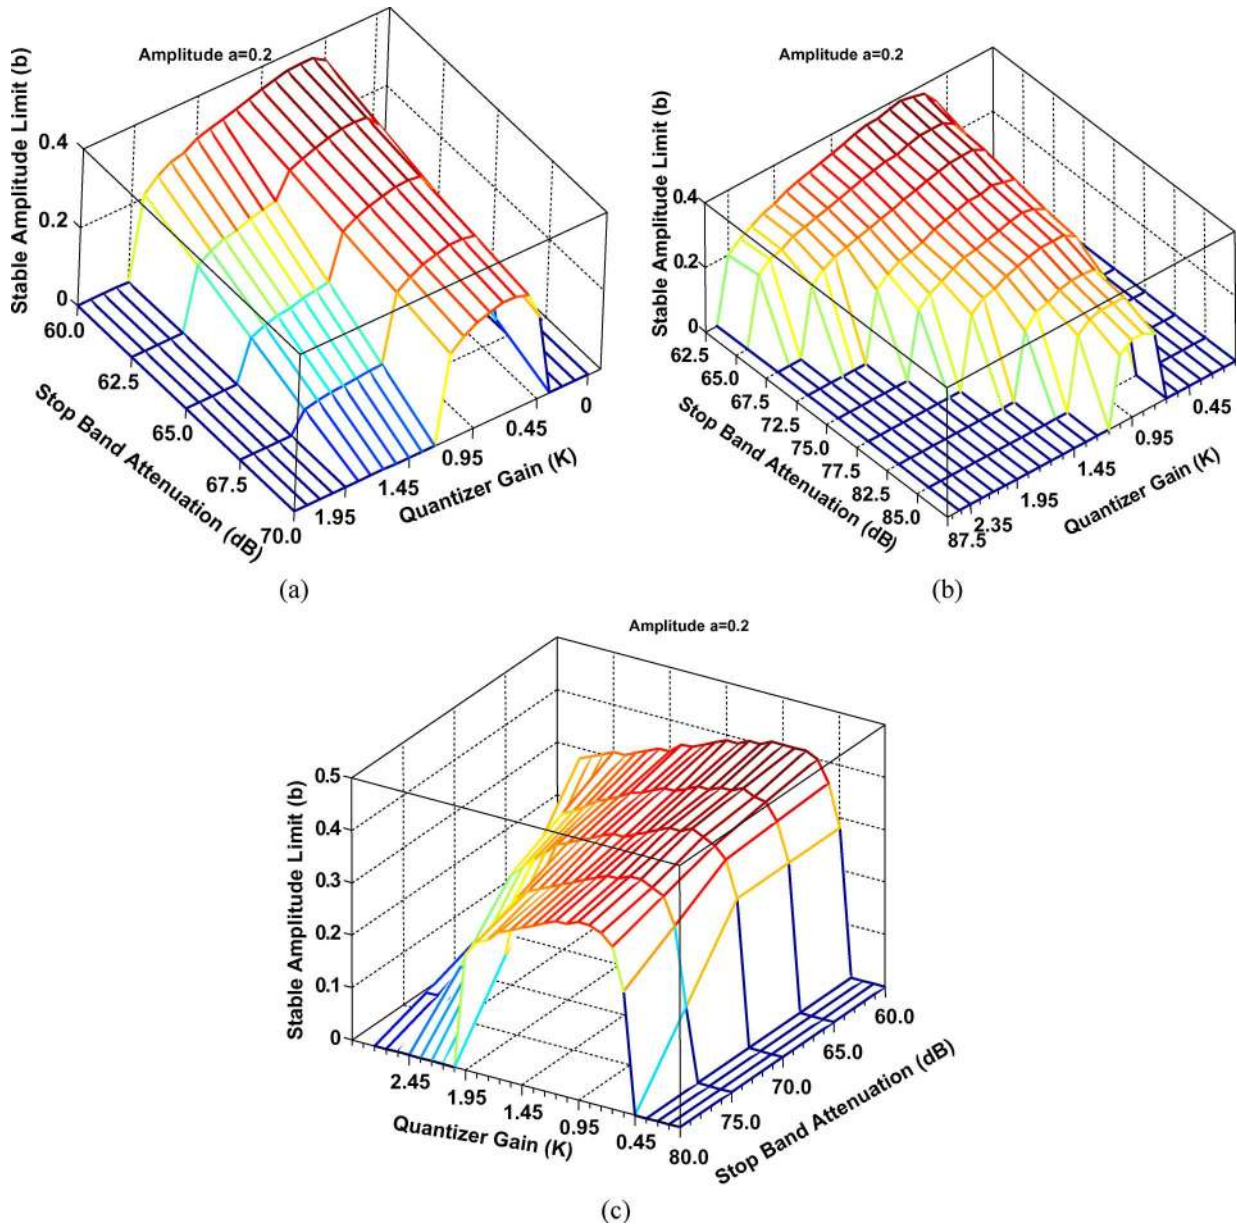 (a)
Amplitude a=0.2
Stable Amplitude Limit (b)
0.4
0.2
0
60.0
62.5
65.0
67.5
70.0
Stop Band Attenuation (dB)
1.95
1.45
0.95
0.45
0
Quantizer Gain (K)
(a)
(b)
Amplitude a=0.2
Stable Amplitude Limit (b)
0.4
0.2
0
62.5
65.0
67.5
72.5
75.0
77.5
82.5
85.0
87.5
Stop Band Attenuation (dB)
2.35
1.95
1.45
0.95
0.45
Quantizer Gain (K)
(b)
Amplitude a=0.2
Stable Amplitude Limit (b)
0.5
0.4
0.3
0.2
0.1
0
2.45
1.95
1.45
0.95
0.45
Quantizer Gain (K)
80.0
75.0
70.0
65.0
60.0
Stop Band Attenuation (dB)
(c)